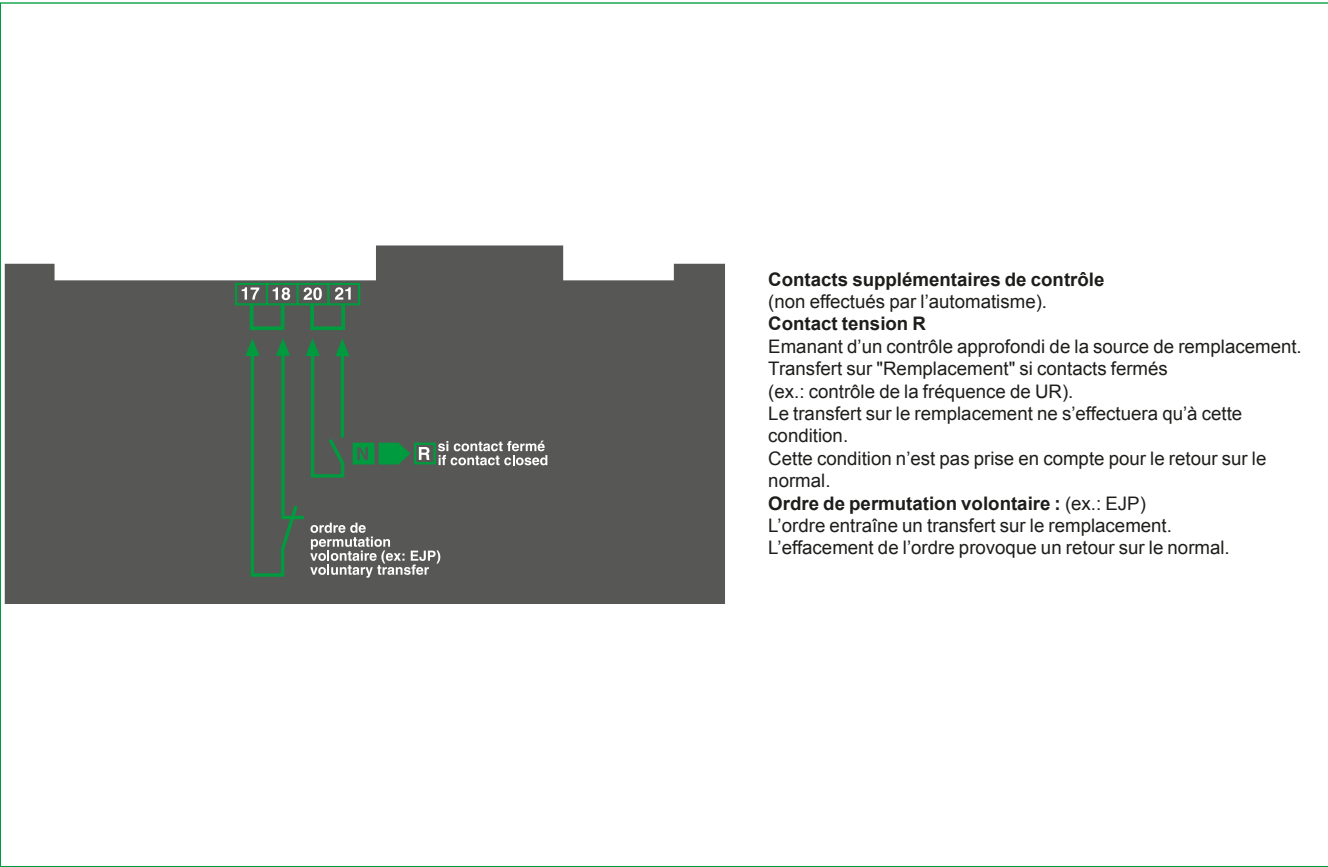 17 18 20 21
N R si contact fermé
if contact closed
ordre de
permutation
volontaire (ex: EJP)
voluntary transfer
Contacts supplémentaires de contrôle
(non effectués par l’automatisme).
Contact tension R
Emanant d’un contrôle approfondi de la source de remplacement.
Transfert sur "Remplacement" si contacts fermés
(ex.: contrôle de la fréquence de UR).
Le transfert sur le remplacement ne s’effectuera qu’à cette
condition.
Cette condition n’est pas prise en compte pour le retour sur le
normal.
Ordre de permutation volontaire : (ex.: EJP)
L’ordre entraîne un transfert sur le remplacement.
L’effacement de l’ordre provoque un retour sur le normal.